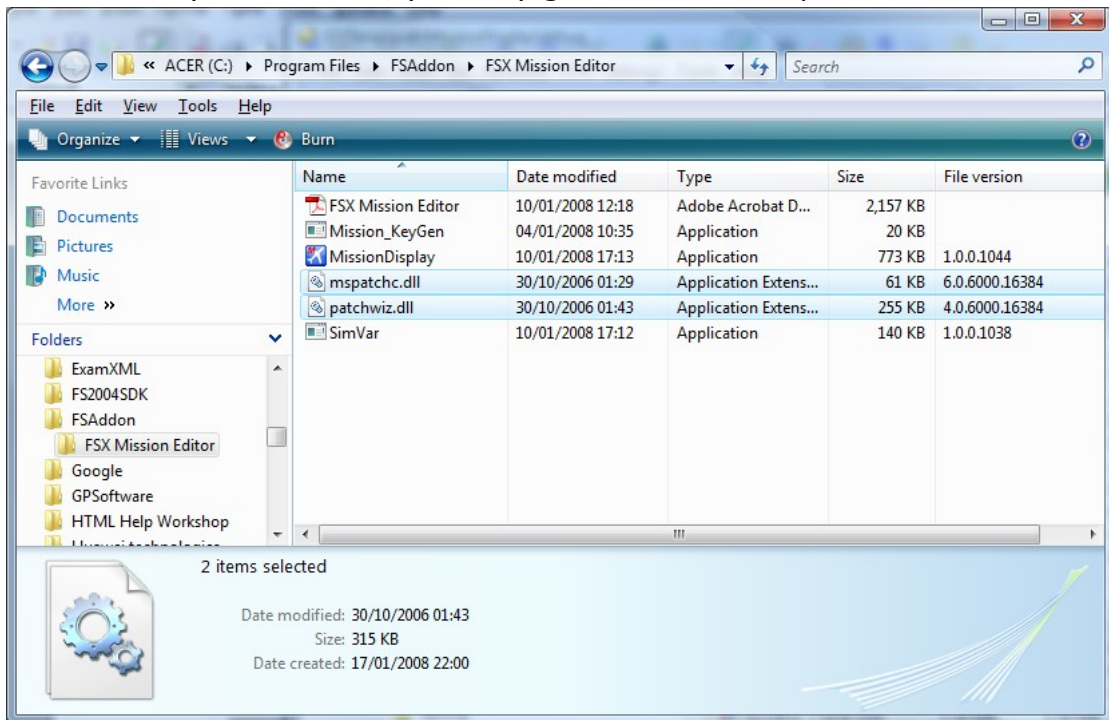 « ACER (C:) ▸ Program Files ▸ FSAddon ▸ FSX Mission Editor Search
File Edit View Tools Help
Organize Views Burn
Favorite Links
Documents
Pictures
Music
More »
Folders
ExamXML
FS2004SDK
FSAddon
FSX Mission Editor
Google
GPSoftware
HTML Help Workshop
Name Date modified Type Size File version
FSX Mission Editor 10/01/2008 12:18 Adobe Acrobat D... 2,157 KB
Mission_KeyGen 04/01/2008 10:35 Application 20 KB
MissionDisplay 10/01/2008 17:13 Application 773 KB 1.0.0.1044
mspatchc.dll 30/10/2006 01:29 Application Extens... 61 KB 6.0.6000.16384
patchwiz.dll 30/10/2006 01:43 Application Extens... 255 KB 4.0.6000.16384
SimVar 10/01/2008 17:12 Application 140 KB 1.0.0.1038
2 items selected
Date modified: 30/10/2006 01:43
Size: 315 KB
Date created: 17/01/2008 22:00